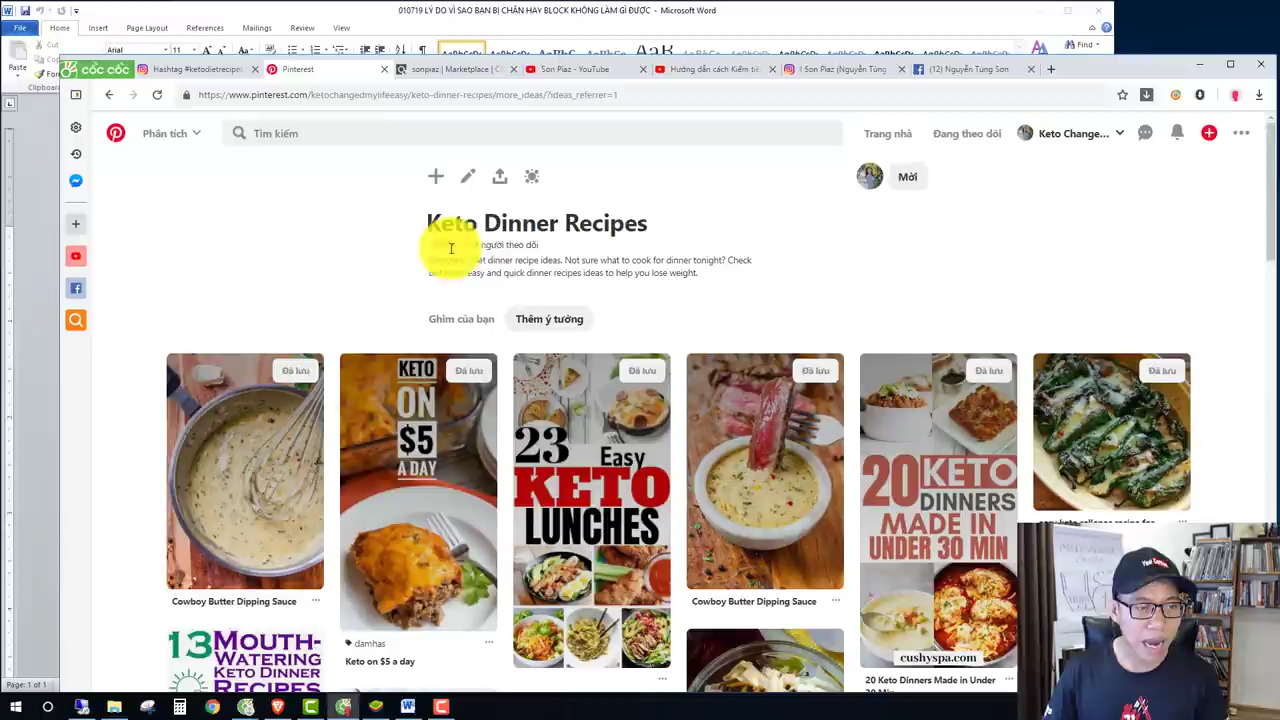 010719 LÝ DO VÌ SAO BẠN BỊ CHẶN HAY BLOCK KHÔNG LÀM GÌ ĐƯỢC - Microsoft Word
File Home Insert Page Layout References Mailings Review View
Cut
Arial 11
Paste
Find
Clipboard
CỐC CỐC Hashtag #ketodietrecipes Pinterest sonpiaz | Marketplace | C Son Piaz - YouTube Hướng dẫn cách Kiếm ti I Son Piaz (Nguyễn Tùng (12) Nguyễn Tùng Sơn
https://www.pinterest.com/ketochangedmylifeeasy/keto-dinner-recipes/more_ideas/?ideas_referrer=1
Phân tích Tìm kiếm Trang nhà Đang theo dõi Keto Change...
Mời
Keto Dinner Recipes
người theo dõi
diet dinner recipe ideas. Not sure what to cook for dinner tonight? Check
easy and quick dinner recipes ideas to help you lose weight.
Ghim của bạn Thêm ý tưởng
Đã lưu Đã lưu Đã lưu Đã lưu Đã lưu Đã lưu
KETO
ON
$5
A DAY
23 Easy
KETO
LUNCHES
20 KETO
DINNERS
MADE IN
UNDER 30 MIN
cushyspa.com
Cowboy Butter Dipping Sauce
damhas
Keto on $5 a day
Cowboy Butter Dipping Sauce
20 Keto Dinners Made in Under
13 MOUTH-
WATERING
KETO DINNER
RECIPES
Page: 1 of 1